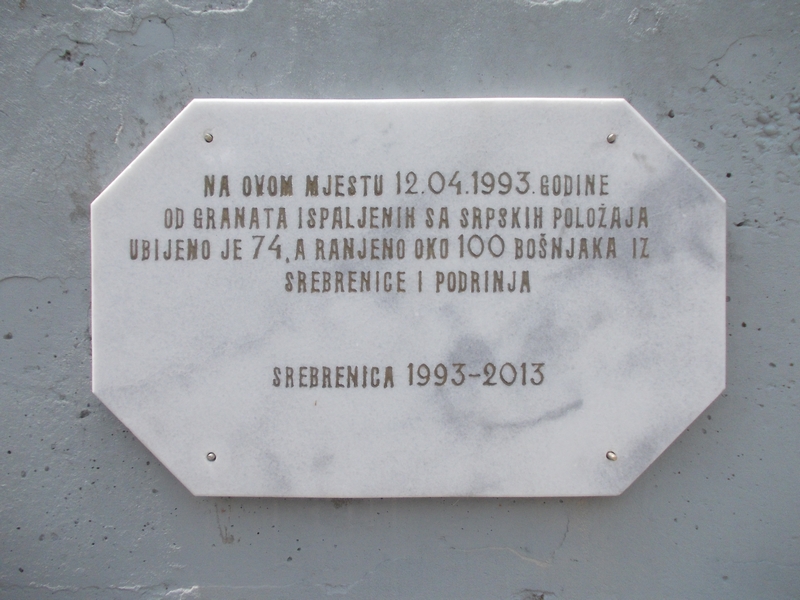 NA OVOM MJESTU 12.04.1993. GODINE
OD GRANATA ISPALJENIH SA SRPSKIH POLOŽAJA
UBIJENO JE 74, A RANJENO OKO 100 BOŠNJAKA IZ
SREBRENICE I PODRINJA
SREBRENICA 1993-2013